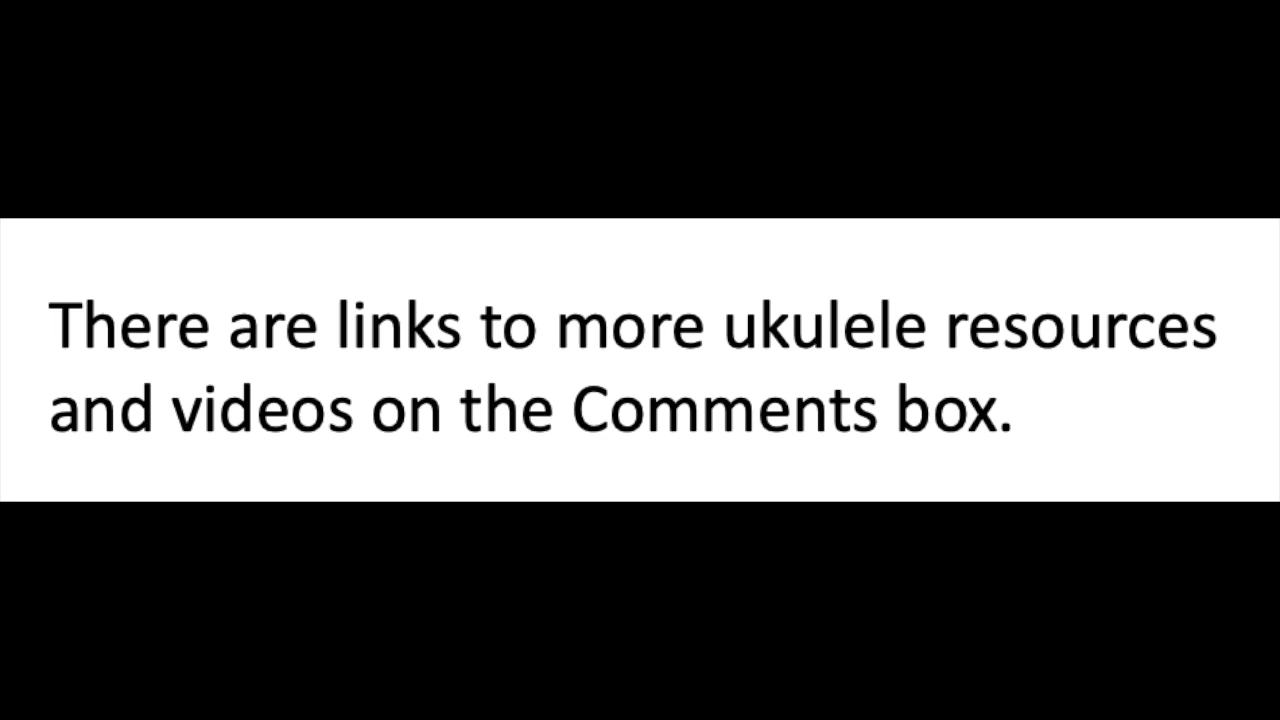 There are links to more ukulele resources
and videos on the Comments box.